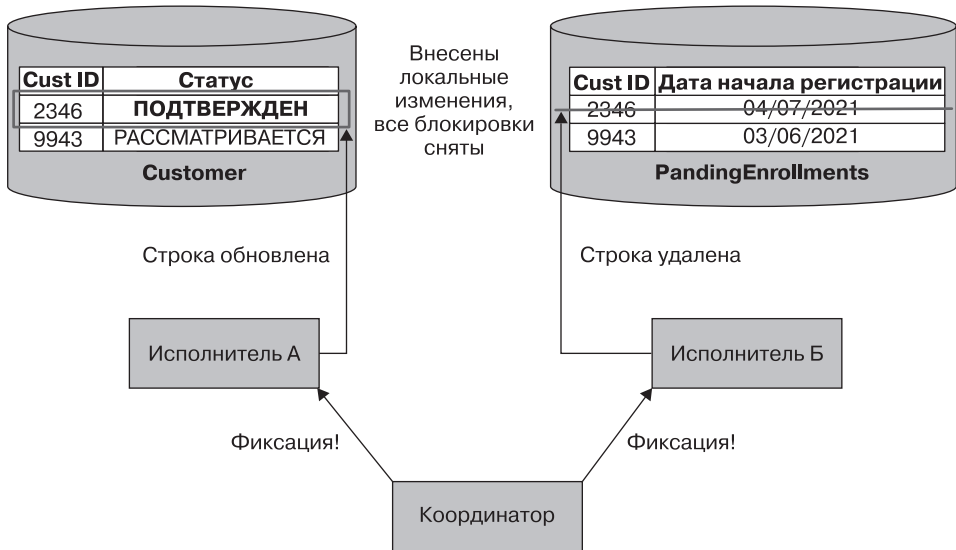 Cust ID Статус
2346 ПОДТВЕРЖДЕН
9943 РАССМАТРИВАЕТСЯ
Customer
Внесены
локальные
изменения,
все блокировки
сняты
Cust ID Дата начала регистрации
2346 04/07/2021
9943 03/06/2021
PandingEnrollments
Строка обновлена
Строка удалена
Исполнитель А
Исполнитель Б
Фиксация!
Фиксация!
Координатор